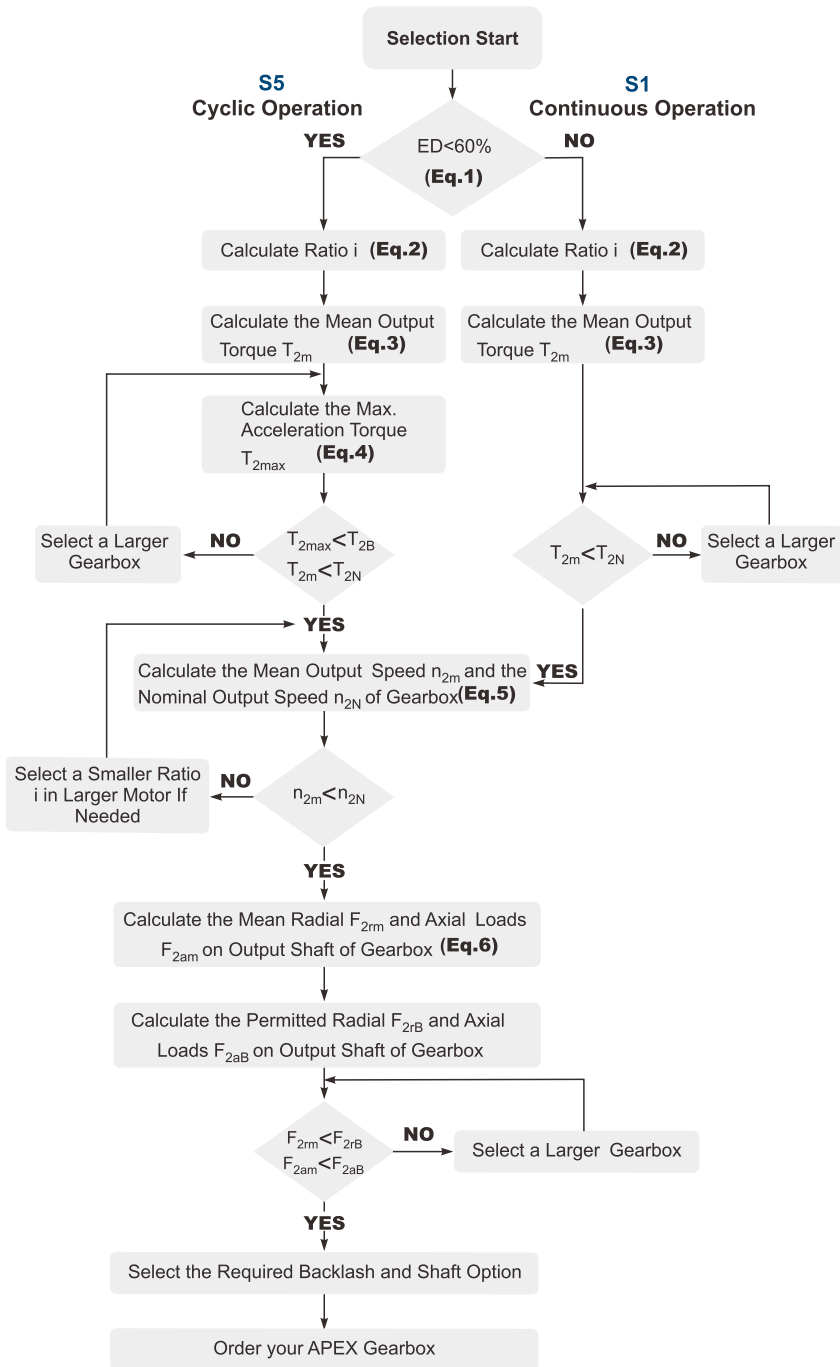 Selection Start
S5
Cyclic Operation
S1
Continuous Operation
YES
ED<60%
(Eq.1)
NO
Calculate Ratio i (Eq.2)
Calculate Ratio i (Eq.2)
Calculate the Mean Output
Torque T2m (Eq.3)
Calculate the Mean Output
Torque T2m (Eq.3)
Calculate the Max.
Acceleration Torque
T2max (Eq.4)
Select a Larger
Gearbox
NO
T2max<T2B
T2m<T2N
T2m<T2N
NO
Select a Larger
Gearbox
YES
Calculate the Mean Output Speed n2m and the
Nominal Output Speed n2N of Gearbox(Eq.5)
YES
Select a Smaller Ratio
i in Larger Motor If
Needed
NO
n2m<n2N
YES
Calculate the Mean Radial F2rm and Axial Loads
F2am on Output Shaft of Gearbox (Eq.6)
Calculate the Permitted Radial F2rB and Axial
Loads F2aB on Output Shaft of Gearbox
F2rm<F2rB
F2am<F2aB
NO
Select a Larger Gearbox
YES
Select the Required Backlash and Shaft Option
Order your APEX Gearbox